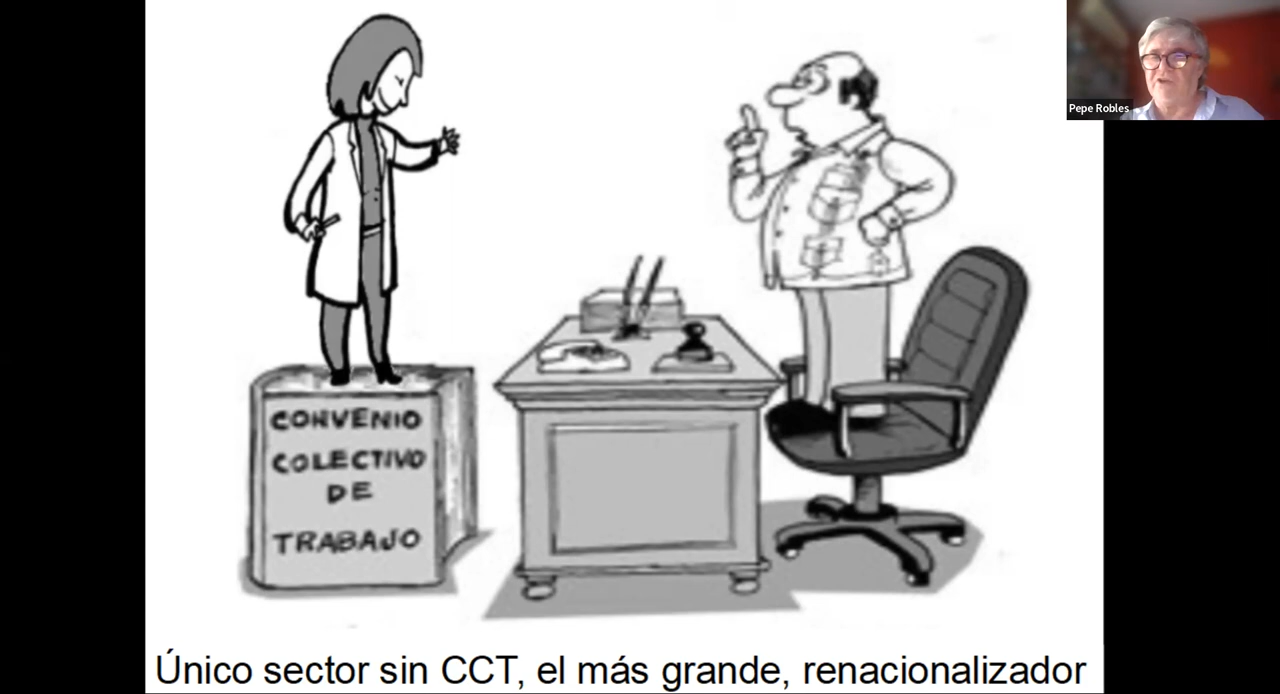 Pepe Robles
CONVENIO
COLECTIVO
DE
TRABAJO
Único sector sin CCT, el más grande, renacionalizador